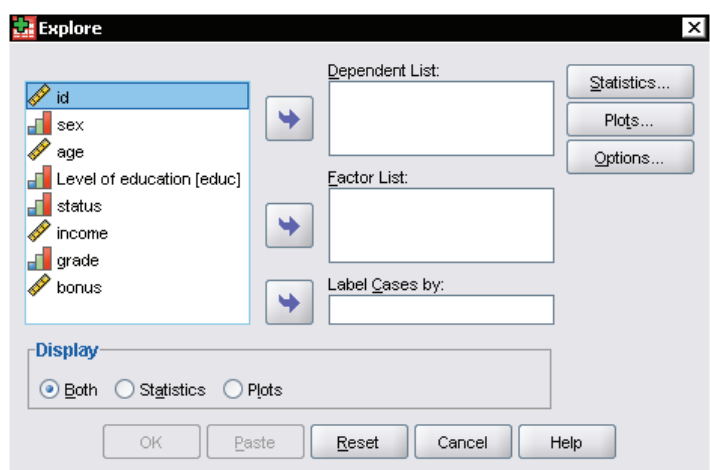 Explore
id
sex
age
Level of education [educ]
status
income
grade
bonus
Dependent List:
Factor List:
Label Cases by:
Statistics...
Plots...
Options...
Display
Both Statistics Plots
OK Paste Reset Cancel Help